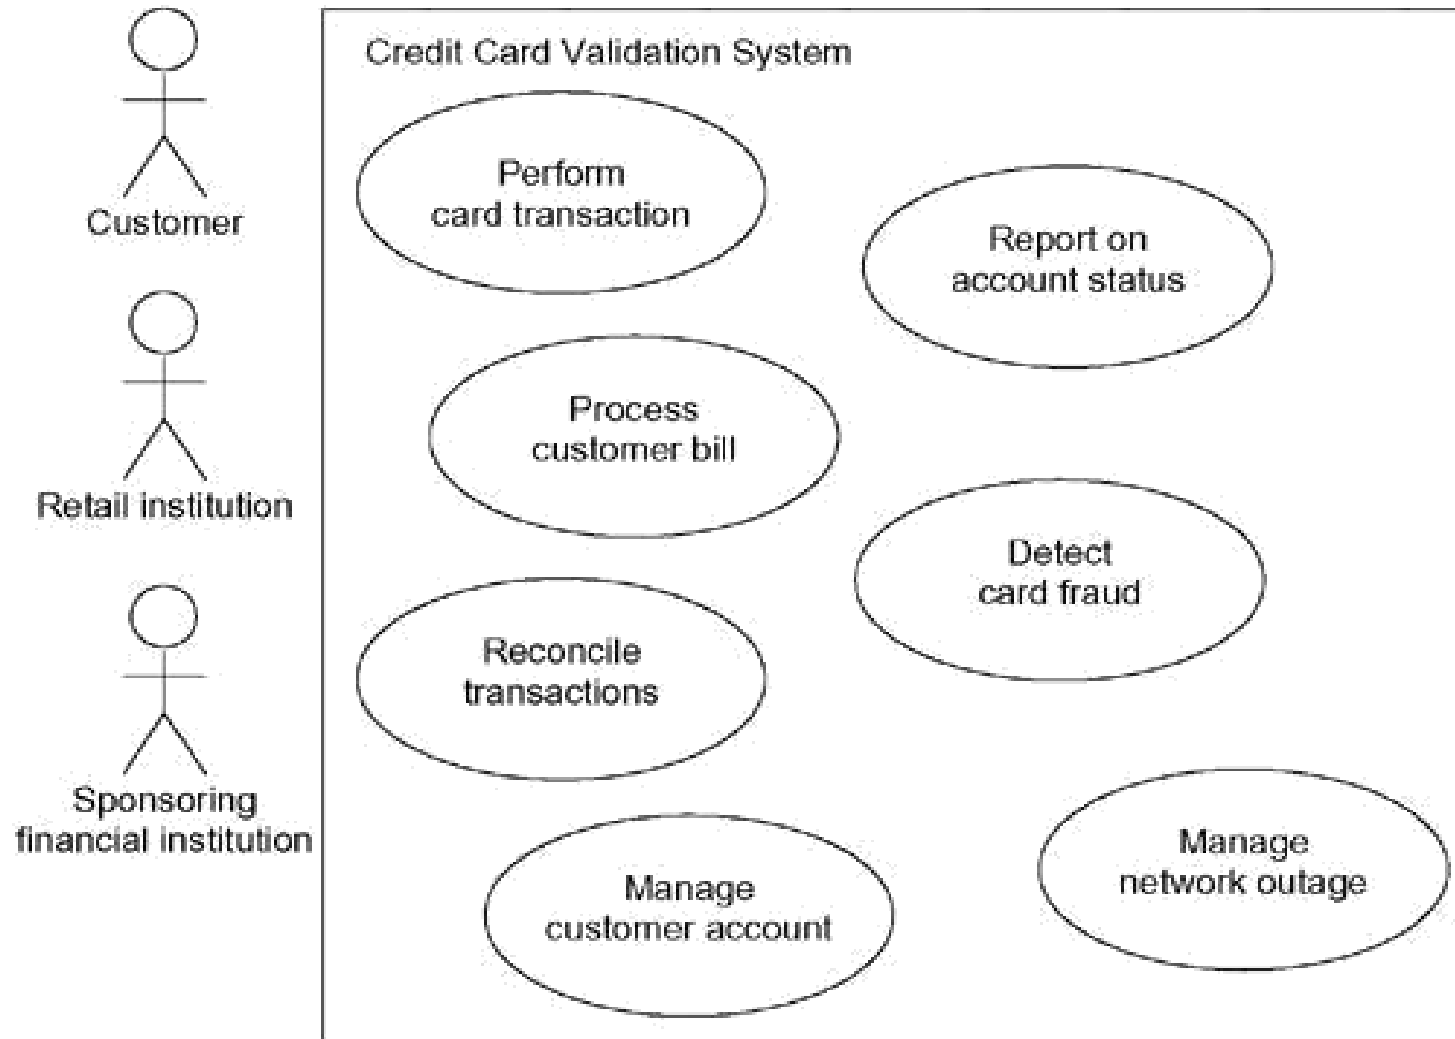 Credit Card Validation System
Customer
Perform
card transaction
Report on
account status
Retail institution
Process
customer bill
Detect
card fraud
Sponsoring
financial institution
Reconcile
transactions
Manage
customer account
Manage
network outage